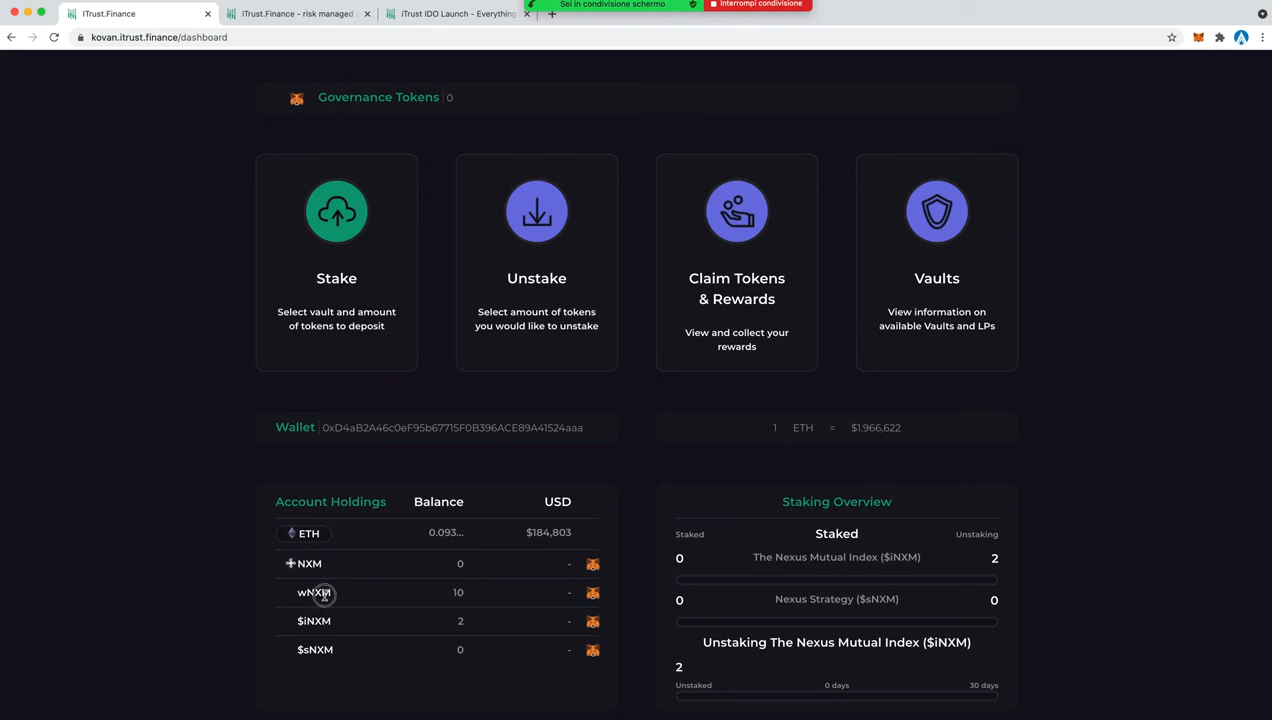 ITrust.Finance
iTrust.Finance - risk managed
iTrust IDO Launch - Everything
Sei in condivisione schermo
Interrompi condivisione
kovan.itrust.finance/dashboard
Governance Tokens | 0
Stake
Select vault and amount
of tokens to deposit
Unstake
Select amount of tokens
you would like to unstake
Claim Tokens
& Rewards
View and collect your
rewards
Vaults
View information on
available Vaults and LPs
Wallet | 0xD4aB2A46c0eF95b67715F0B396ACE89A41524aaa
1 ETH = $1.966,622
Account Holdings Balance USD
ETH 0.093... $184,803
NXM 0 -
wNXM 10 -
$iNXM 2 -
$sNXM 0 -
Staking Overview
Staked Staked Unstaking
0 The Nexus Mutual Index ($iNXM) 2
0 Nexus Strategy ($sNXM) 0
Unstaking The Nexus Mutual Index ($iNXM)
2
Unstaked 0 days 30 days